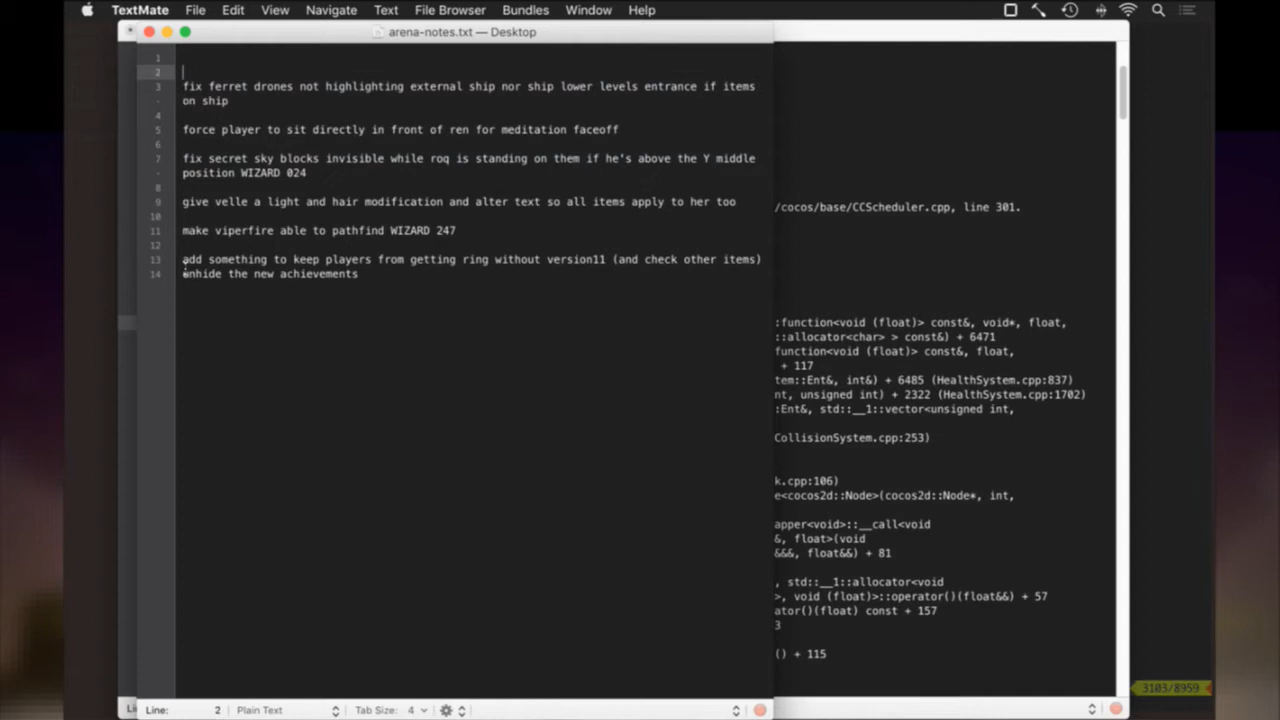 TextMate File Edit View Navigate Text File Browser Bundles Window Help
arena-notes.txt — Desktop
1
2
3 fix ferret drones not highlighting external ship nor ship lower levels entrance if items
on ship
4
5 force player to sit directly in front of ren for meditation faceoff
6
7 fix secret sky blocks invisible while roq is standing on them if he's above the Y middle
position WIZARD 024
8
9 give velle a light and hair modification and alter text so all items apply to her too
10
11 make viperfire able to pathfind WIZARD 247
12
13 add something to keep players from getting ring without version11 (and check other items)
14 unhide the new achievements
/cocos/base/CCScheduler.cpp, line 301.
:function<void (float)> const&, void*, float,
::allocator<char> > const&) + 6471
function<void (float)> const&, float,
+ 117
tem::Ent&, int&) + 6485 (HealthSystem.cpp:837)
nt, unsigned int) + 2322 (HealthSystem.cpp:1702)
:Ent&, std::__1::vector<unsigned int,
CollisionSystem.cpp:253)
k.cpp:106)
e<cocos2d::Node>(cocos2d::Node*, int,
apper<void>::__call<void
&, float>(void
&&&, float&&) + 81
, std::__1::allocator<void
>, void (float)>::operator()(float&&) + 57
ator()(float) const + 157
3
() + 115
3103/8959
Li
Line: 2 Plain Text Tab Size: 4